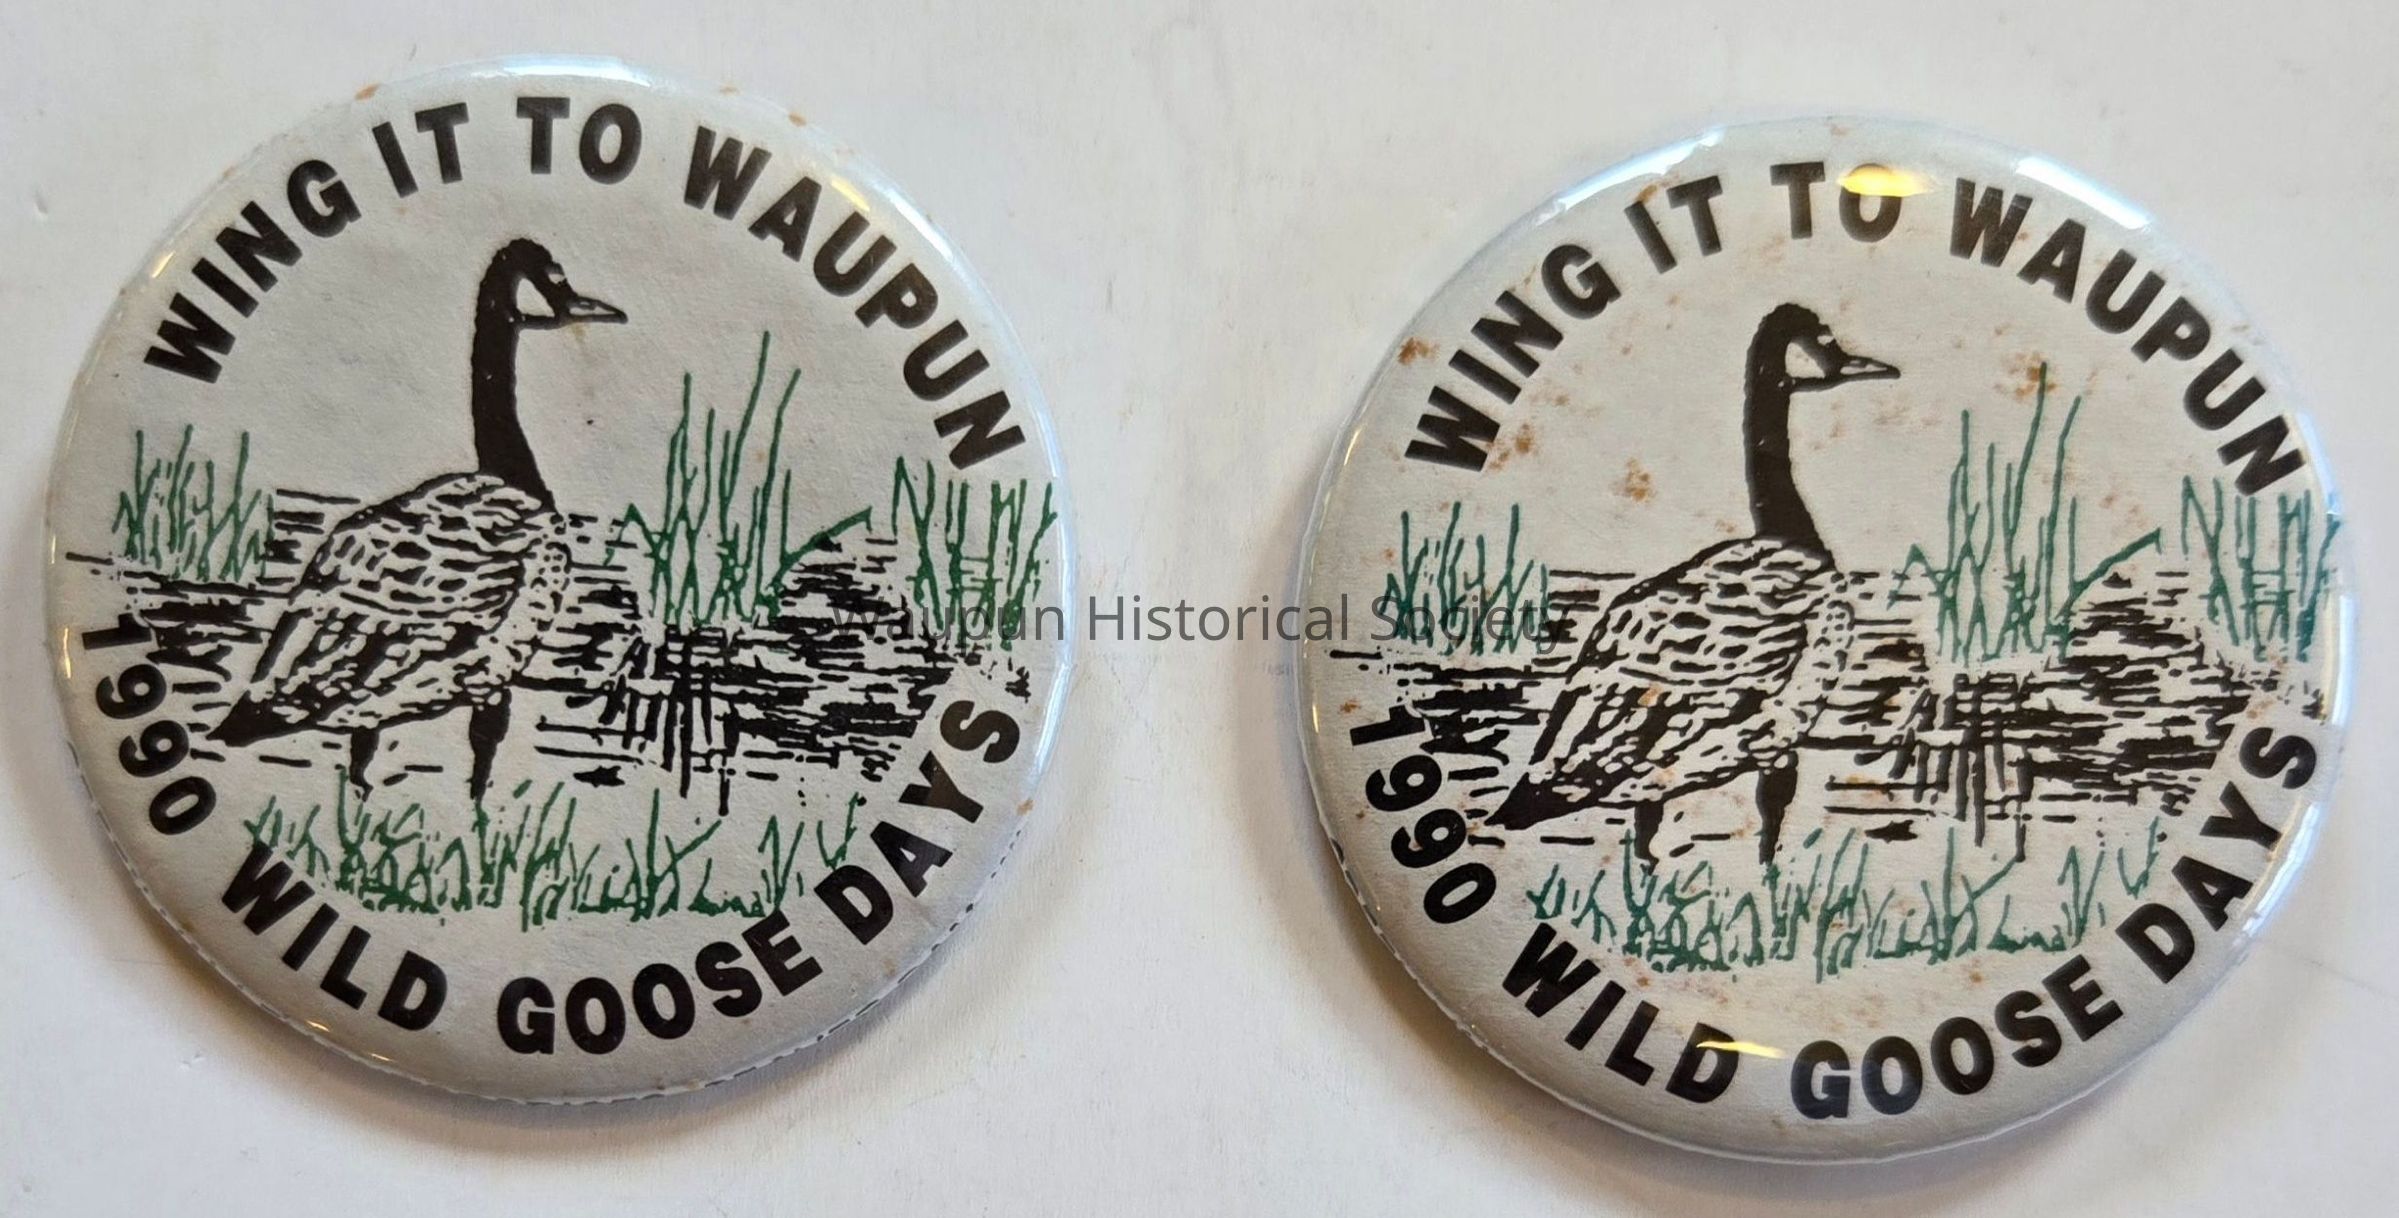 WING IT TO WAUPUN
1990 WILD GOOSE DAYS
WING IT TO WAUPUN
1990 WILD GOOSE DAYS
Waupun Historical Society